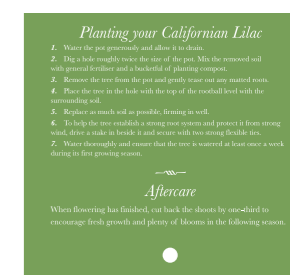 Planting your Californian Lilac
1. Water the pot generously and allow it to drain.
2. Dig a hole roughly twice the size of the pot. Mix the removed soil
with general fertiliser and a bucketful of planting compost.
3. Remove the tree from the pot and gently tease out any matted roots.
4. Place the tree in the hole with the top of the rootball level with the
surrounding soil.
5. Replace as much soil as possible, firming in well.
6. To help the tree establish a strong root system and protect it from strong
wind, drive a stake in beside it and secure with two strong flexible ties.
7. Water thoroughly and ensure that the tree is watered at least once a week
during its first growing season.
Aftercare
When flowering has finished, cut back the shoots by one-third to
encourage fresh growth and plenty of blooms in the following season.